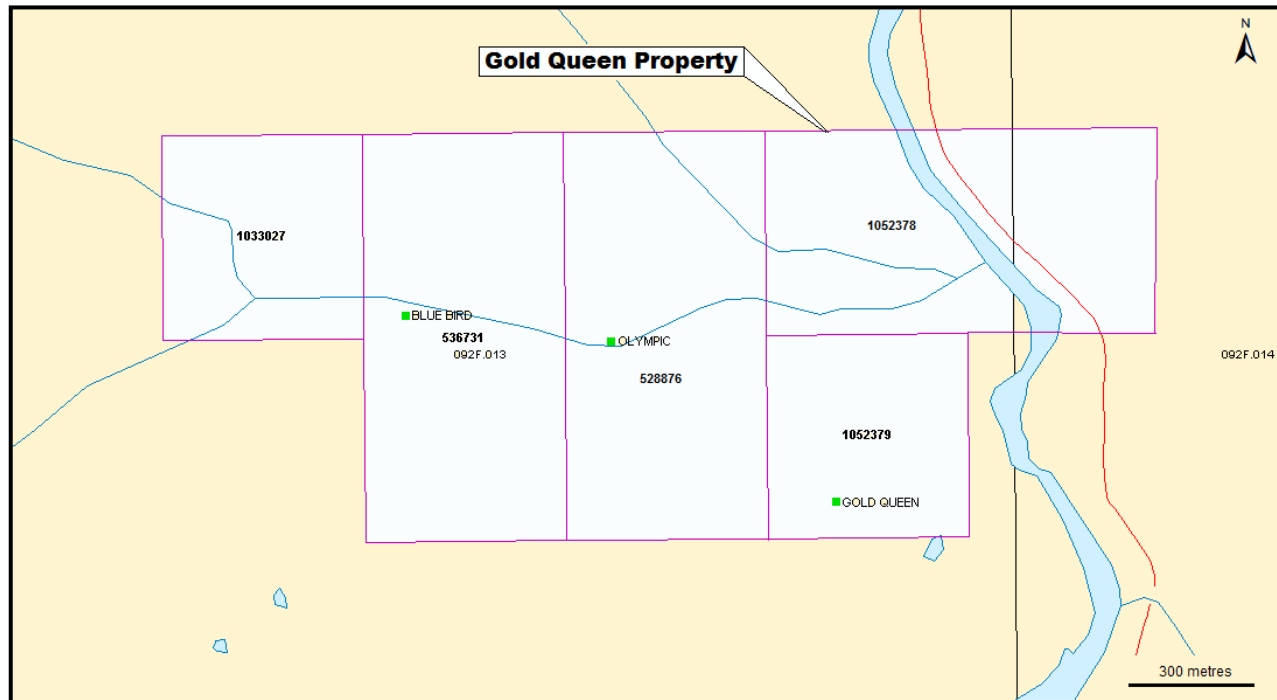 N
Gold Queen Property
1052378
1033027
BLUE BIRD
536731
OLYMPIC
092F.013
092F.014
528876
1052379
GOLD QUEEN
300 metres